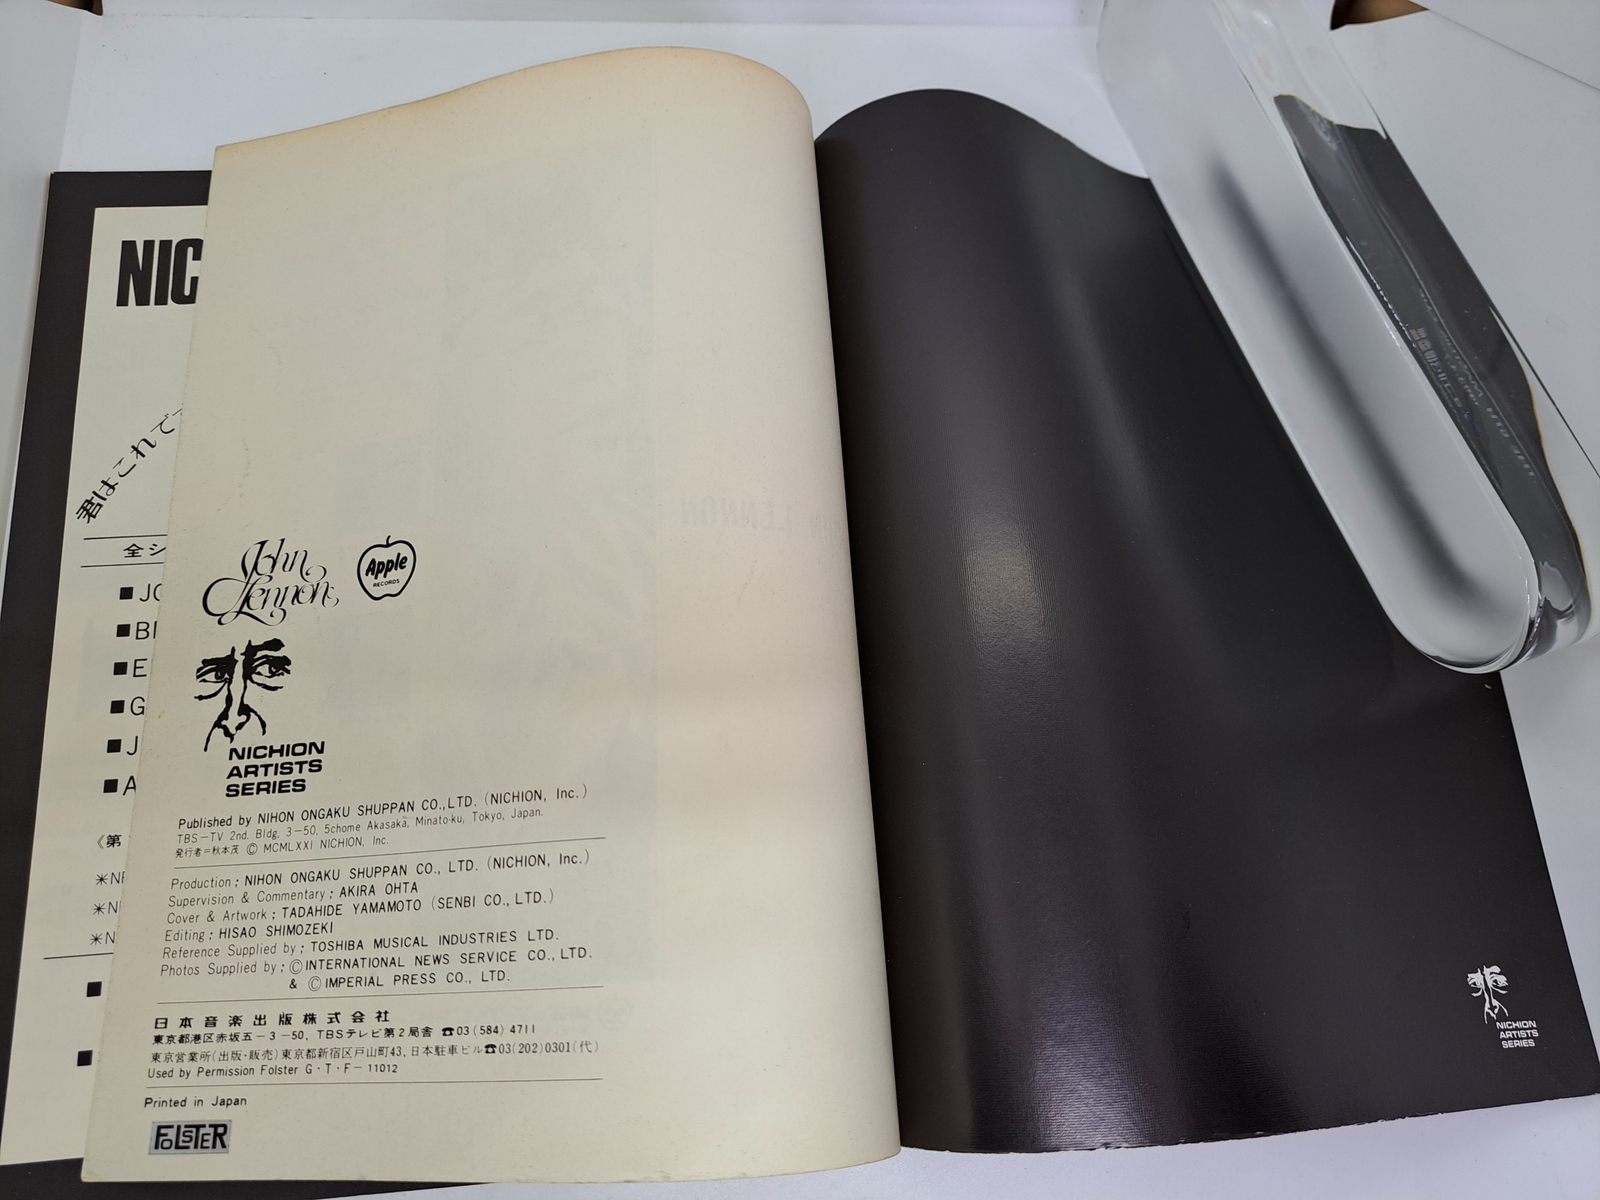 NIC
君はこれで
全シ
■JO
■BI
■E
■G
■J
■A
《第
✳NE
✳NI
✳N
John
Lennon
Apple
RECORDS
NICHION
ARTISTS
SERIES
Published by NIHON ONGAKU SHUPPAN CO.,LTD. (NICHION, Inc.)
TBS-TV 2nd. Bldg, 3-50, 5chome Akasaka, Minato-ku, Tokyo, Japan.
発行者=秋本茂 © MCMLXXI NICHION, Inc.
Production; NIHON ONGAKU SHUPPAN CO., LTD. (NICHION, Inc.)
Supervision & Commentary; AKIRA OHTA
Cover & Artwork; TADAHIDE YAMAMOTO (SENBI CO., LTD.)
Editing; HISAO SHIMOZEKI
Reference Supplied by; TOSHIBA MUSICAL INDUSTRIES LTD.
Photos Supplied by; ©INTERNATIONAL NEWS SERVICE CO., LTD.
& ©IMPERIAL PRESS CO., LTD.
日本音楽出版株式会社
東京都港区赤坂五-3-50, TBSテレビ第2局舎 ☎03(584)4711
東京営業所(出版・販売)東京都新宿区戸山町43, 日本駐車ビル☎03(202)0301(代)
Used by Permission Folster G・T・F-11012
Printed in Japan
FOLSTER
NICHION
ARTISTS
SERIES